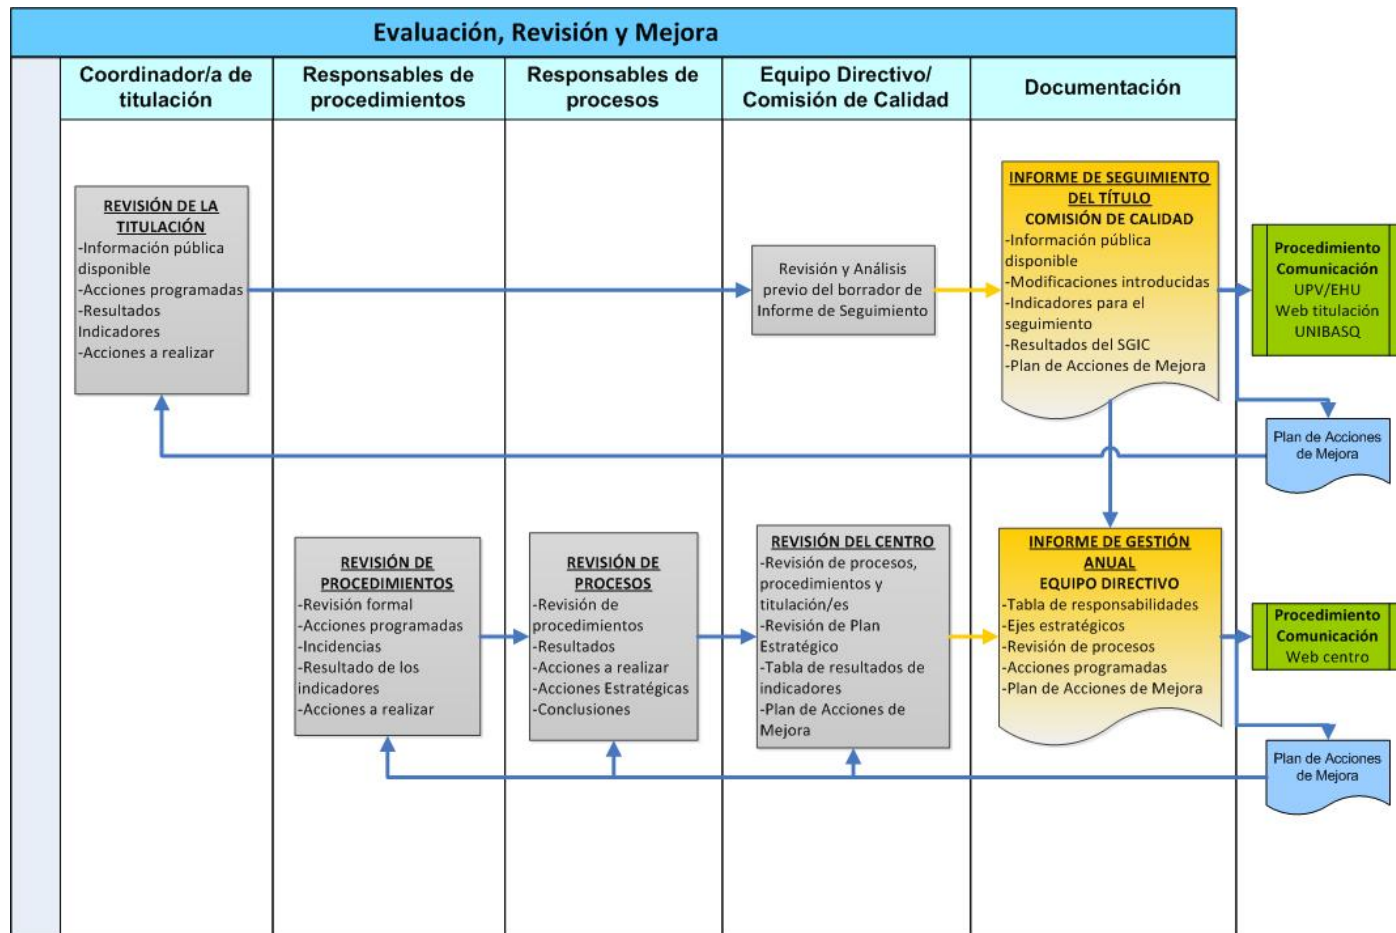 Evaluación, Revisión y Mejora
Coordinador/a de
titulación
Responsables de
procedimientos
Responsables de
procesos
Equipo Directivo/
Comisión de Calidad
Documentación
REVISIÓN DE LA
TITULACIÓN
-Información pública
disponible
-Acciones programadas
-Resultados
Indicadores
-Acciones a realizar
Revisión y Análisis
previo del borrador de
Informe de Seguimiento
INFORME DE SEGUIMIENTO
DEL TÍTULO
COMISIÓN DE CALIDAD
-Información pública
disponible
-Modificaciones introducidas
-Indicadores para el
seguimiento
-Resultados del SGIC
-Plan de Acciones de Mejora
Procedimiento
Comunicación
UPV/EHU
Web titulación
UNIBASQ
Plan de Acciones
de Mejora
REVISIÓN DE
PROCEDIMIENTOS
-Revisión formal
-Acciones programadas
-Incidencias
-Resultado de los
indicadores
-Acciones a realizar
REVISIÓN DE
PROCESOS
-Revisión de
procedimientos
-Resultados
-Acciones a realizar
-Acciones Estratégicas
-Conclusiones
REVISIÓN DEL CENTRO
-Revisión de procesos,
procedimientos y
titulación/es
-Revisión de Plan
Estratégico
-Tabla de resultados de
indicadores
-Plan de Acciones de
Mejora
INFORME DE GESTIÓN
ANUAL
EQUIPO DIRECTIVO
-Tabla de responsabilidades
-Ejes estratégicos
-Revisión de procesos
-Acciones programadas
-Plan de Acciones de Mejora
Procedimiento
Comunicación
Web centro
Plan de Acciones
de Mejora